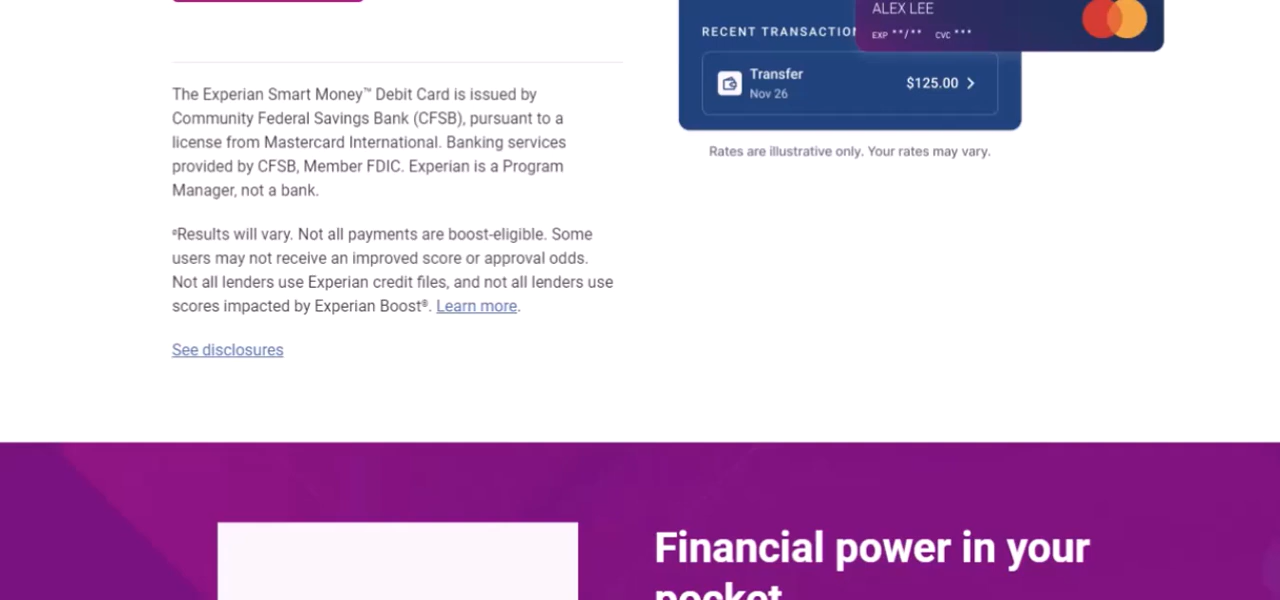 The Experian Smart Money™ Debit Card is issued by
Community Federal Savings Bank (CFSB), pursuant to a
license from Mastercard International. Banking services
provided by CFSB, Member FDIC. Experian is a Program
Manager, not a bank.
Results will vary. Not all payments are boost-eligible. Some
users may not receive an improved score or approval odds.
Not all lenders use Experian credit files, and not all lenders use
scores impacted by Experian Boost®. Learn more.
See disclosures
ALEX LEE
EXP **/** CVC ***
RECENT TRANSACTION
Transfer
Nov 26
$125.00
Rates are illustrative only. Your rates may vary.
Financial power in your
pocket